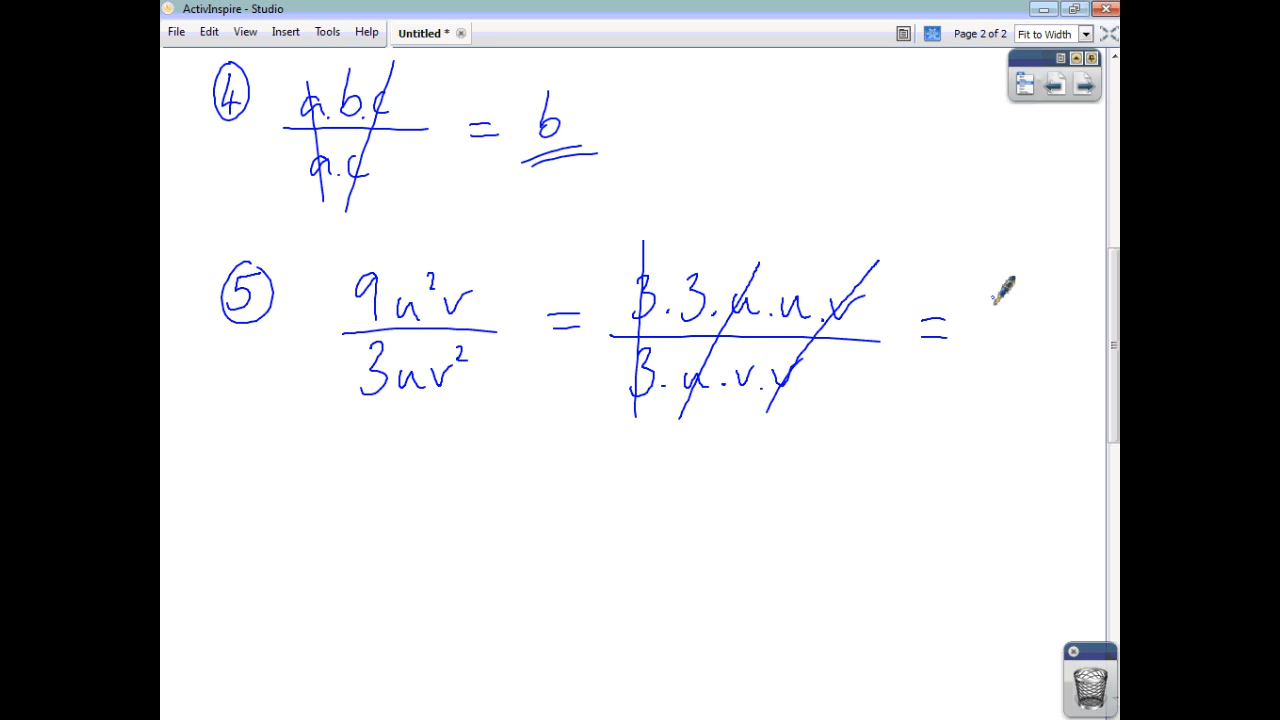 ActivInspire - Studio
File Edit View Insert Tools Help Untitled * Page 2 of 2 Fit to Width
④ a.b.c / a.c = b
⑤ 9u²v / 3uv² = 3.3.u.u.v / 3.u.v.v =